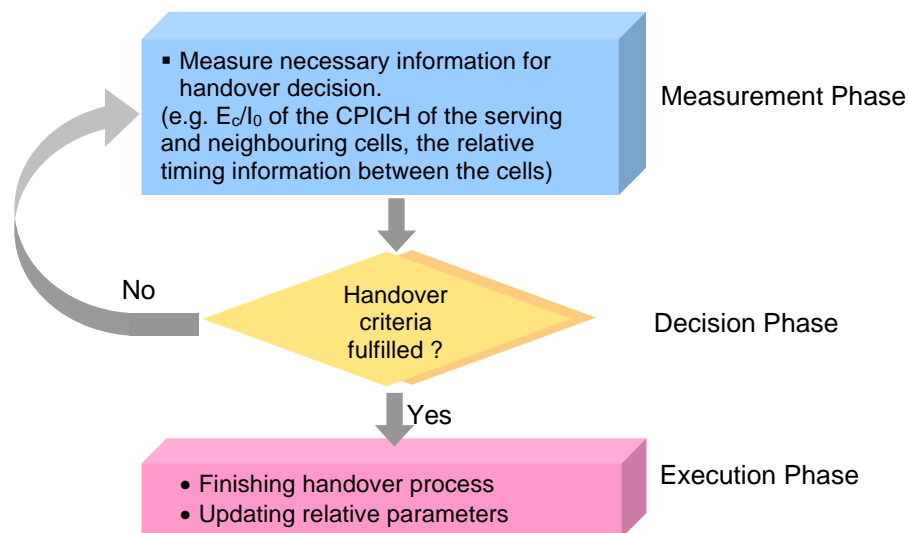 ▪ Measure necessary information for
handover decision.
(e.g. Ec/I0 of the CPICH of the serving
and neighbouring cells, the relative
timing information between the cells)
Measurement Phase
No
Handover
criteria
fulfilled ?
Decision Phase
Yes
• Finishing handover process
• Updating relative parameters
Execution Phase